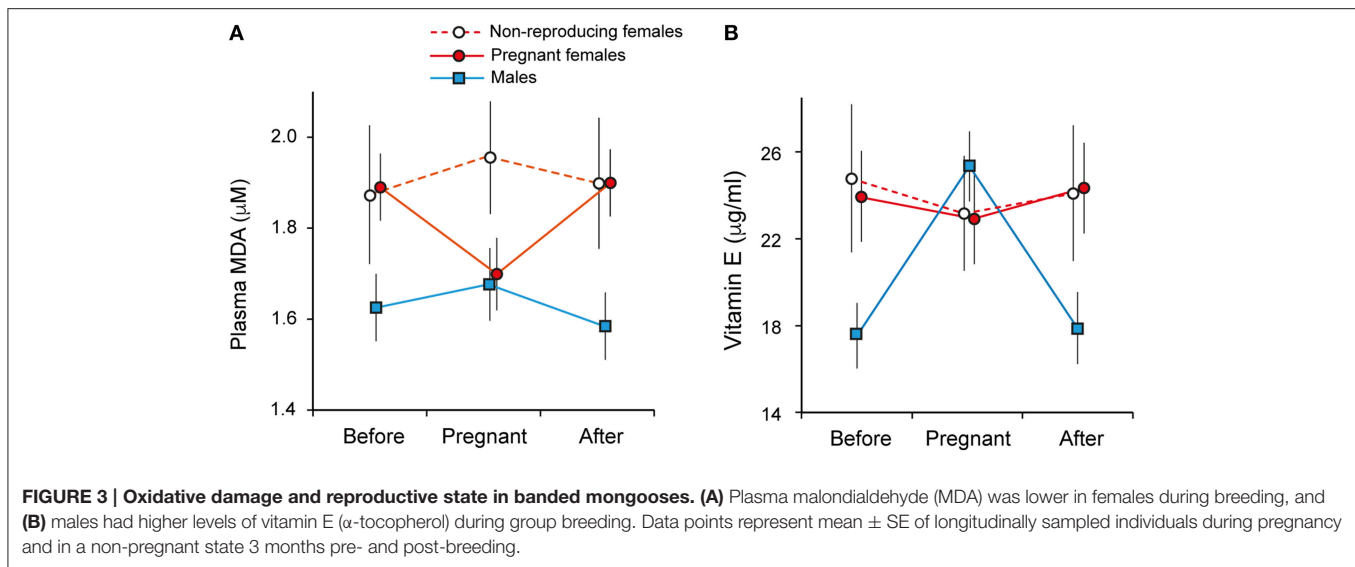 A
Non-reproducing females
Pregnant females
Males
B
Plasma MDA (µM)
2.0
1.8
1.6
1.4
Before Pregnant After
Vitamin E (µg/ml)
26
22
18
14
Before Pregnant After
FIGURE 3 | Oxidative damage and reproductive state in banded mongooses. (A) Plasma malondialdehyde (MDA) was lower in females during breeding, and
(B) males had higher levels of vitamin E (α-tocopherol) during group breeding. Data points represent mean ± SE of longitudinally sampled individuals during pregnancy
and in a non-pregnant state 3 months pre- and post-breeding.